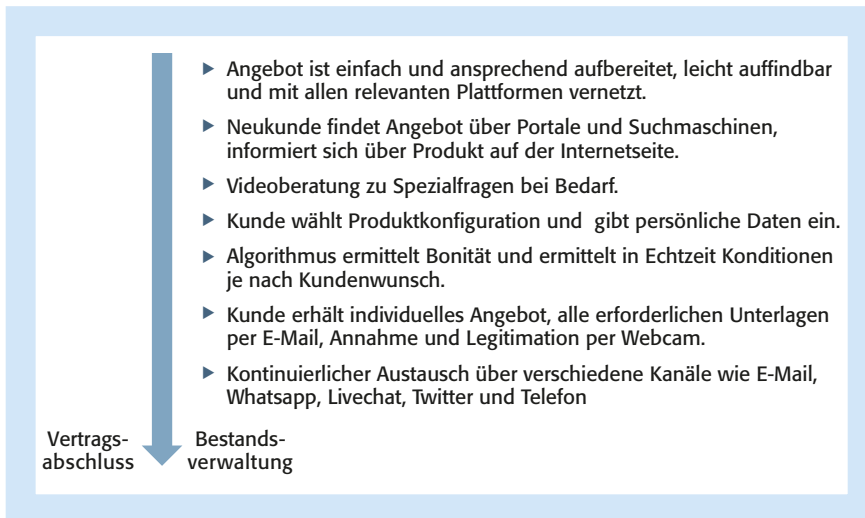 ▶ Angebot ist einfach und ansprechend aufbereitet, leicht auffindbar
und mit allen relevanten Plattformen vernetzt.
▶ Neukunde findet Angebot über Portale und Suchmaschinen,
informiert sich über Produkt auf der Internetseite.
▶ Videoberatung zu Spezialfragen bei Bedarf.
▶ Kunde wählt Produktkonfiguration und gibt persönliche Daten ein.
▶ Algorithmus ermittelt Bonität und ermittelt in Echtzeit Konditionen
je nach Kundenwunsch.
▶ Kunde erhält individuelles Angebot, alle erforderlichen Unterlagen
per E-Mail, Annahme und Legitimation per Webcam.
▶ Kontinuierlicher Austausch über verschiedene Kanäle wie E-Mail,
Whatsapp, Livechat, Twitter und Telefon
Vertrags-
abschluss
Bestands-
verwaltung